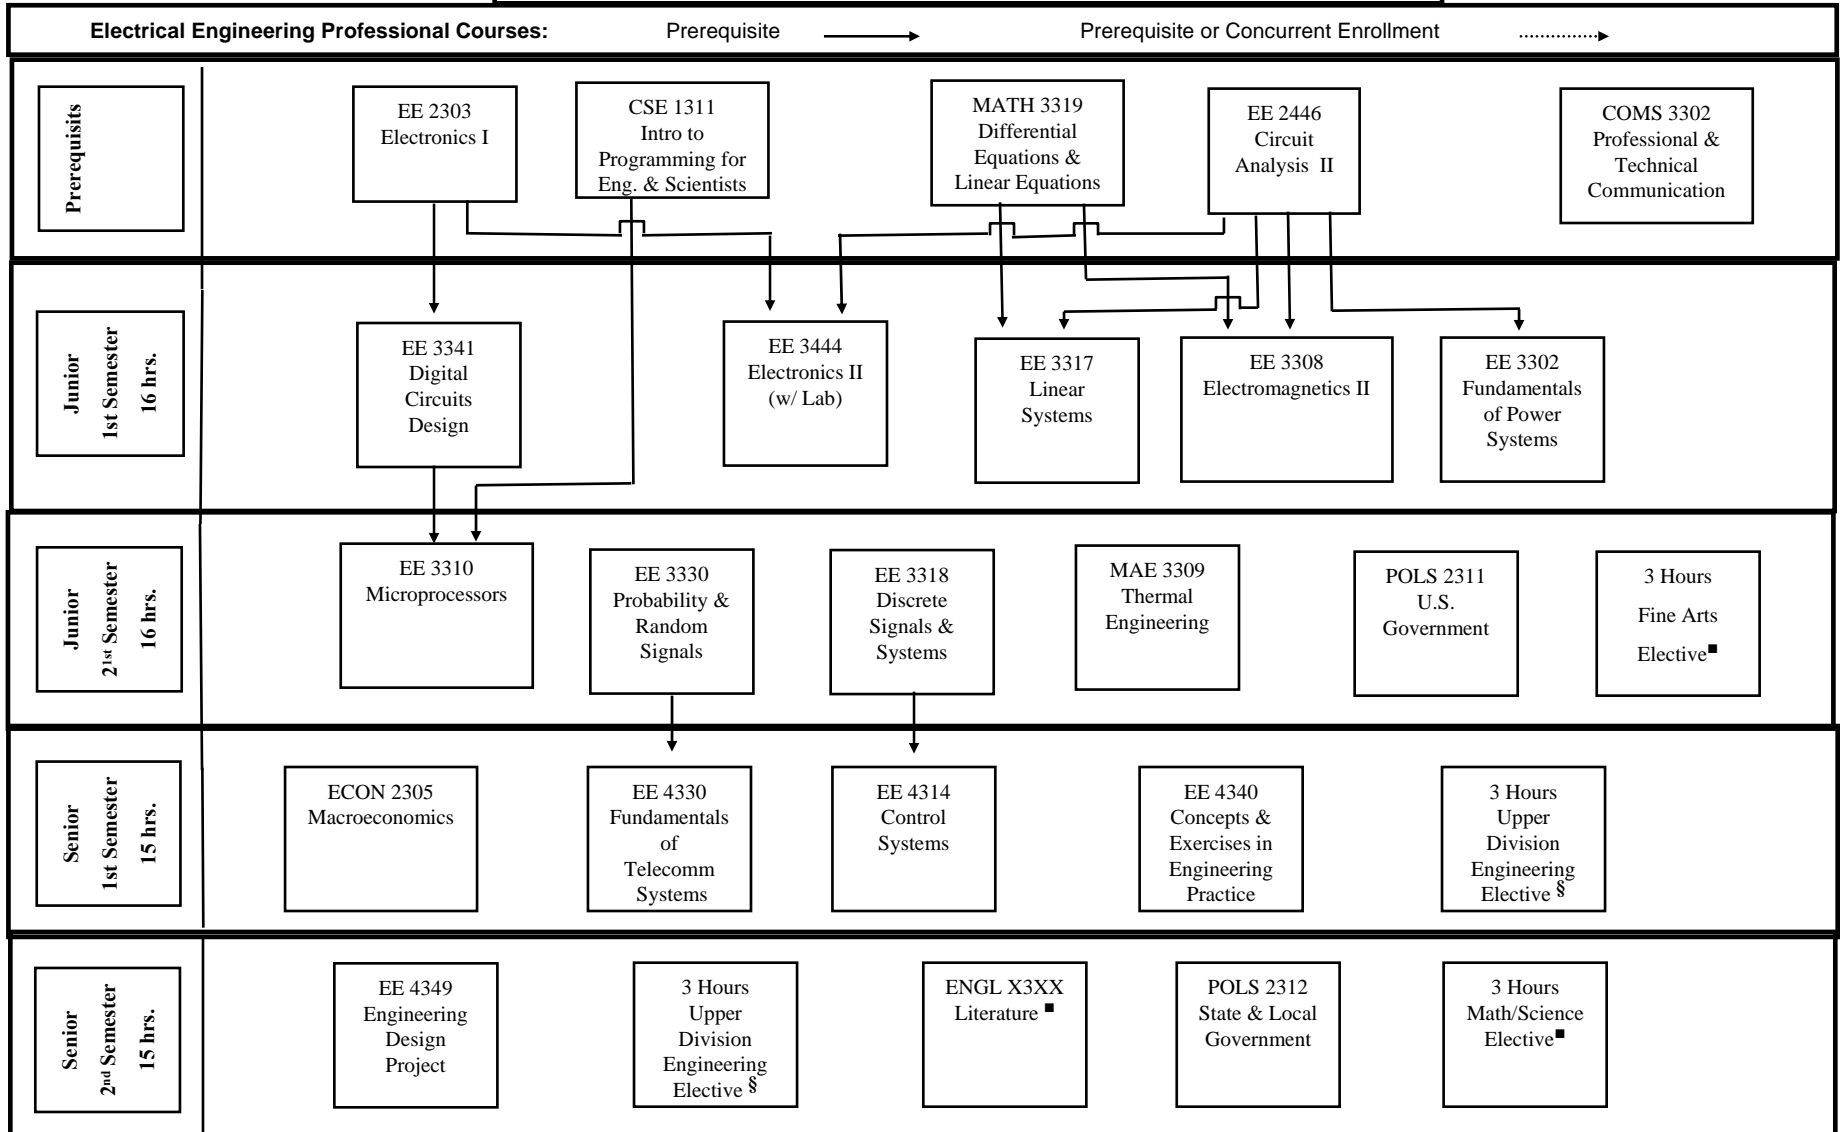 Electrical Engineering Professional Courses: Prerequisite Prerequisite or Concurrent Enrollment
Prerequisits
EE 2303
Electronics I
CSE 1311
Intro to
Programming for
Eng. & Scientists
MATH 3319
Differential
Equations &
Linear Equations
EE 2446
Circuit
Analysis II
COMS 3302
Professional &
Technical
Communication
Junior
1st Semester
16 hrs.
EE 3341
Digital
Circuits
Design
EE 3444
Electronics II
(w/ Lab)
EE 3317
Linear
Systems
EE 3308
Electromagnetics II
EE 3302
Fundamentals
of Power
Systems
Junior
21st Semester
16 hrs.
EE 3310
Microprocessors
EE 3330
Probability &
Random
Signals
EE 3318
Discrete
Signals &
Systems
MAE 3309
Thermal
Engineering
POLS 2311
U.S.
Government
3 Hours
Fine Arts
Elective■
Senior
1st Semester
15 hrs.
ECON 2305
Macroeconomics
EE 4330
Fundamentals
of
Telecomm
Systems
EE 4314
Control
Systems
EE 4340
Concepts &
Exercises in
Engineering
Practice
3 Hours
Upper
Division
Engineering
Elective §
Senior
2nd Semester
15 hrs.
EE 4349
Engineering
Design
Project
3 Hours
Upper
Division
Engineering
Elective §
ENGL X3XX
Literature ■
POLS 2312
State & Local
Government
3 Hours
Math/Science
Elective■